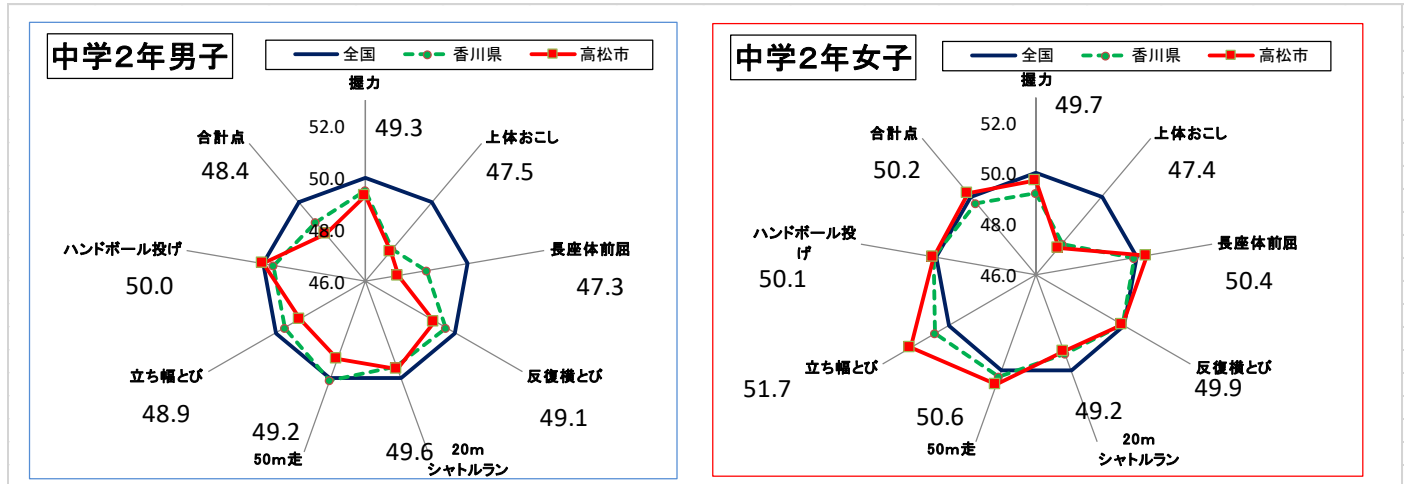 中学2年男子
全国 香川県 高松市
握力
49.3
52.0
50.0
48.0
46.0
上体おこし
47.5
長座体前屈
47.3
反復横とび
49.1
20m
シャトルラン
49.6
50m走
49.2
立ち幅とび
48.9
ハンドボール投げ
50.0
合計点
48.4
中学2年女子
全国 香川県 高松市
握力
49.7
52.0
50.0
48.0
46.0
上体おこし
47.4
長座体前屈
50.4
反復横とび
49.9
20m
シャトルラン
49.2
50m走
50.6
立ち幅とび
51.7
ハンドボール投
げ
50.1
合計点
50.2